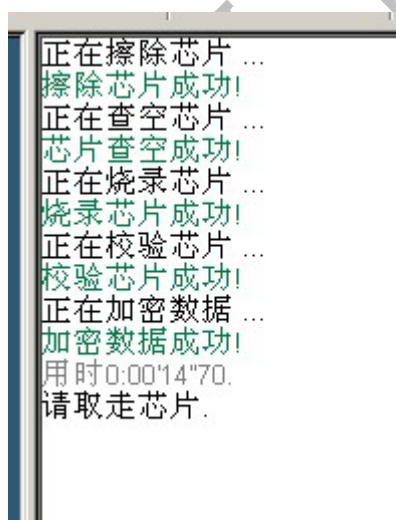 正在擦除芯片 ...
擦除芯片成功!
正在查空芯片 ...
芯片查空成功!
正在烧录芯片 ...
烧录芯片成功!
正在校验芯片 ...
校验芯片成功!
正在加密数据 ...
加密数据成功!
用时0:00'14"70.
请取走芯片.